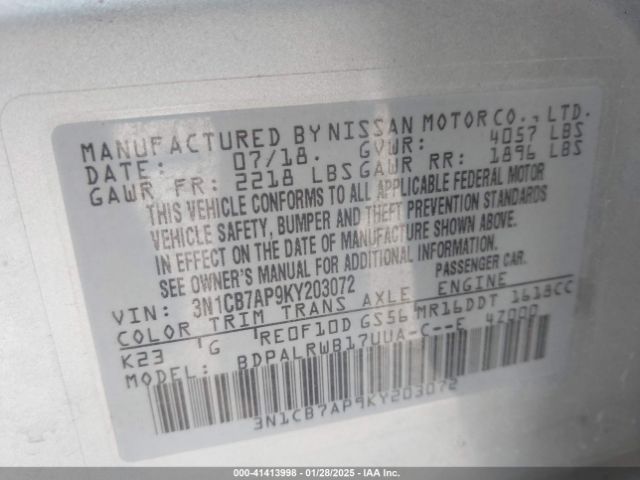 MANUFACTURED BY NISSAN MOTOR CO., LTD.
DATE: 07/18. GVWR: 4057 LBS
GAWR FR: 2218 LBS GAWR RR: 1896 LBS
THIS VEHICLE CONFORMS TO ALL APPLICABLE FEDERAL MOTOR
VEHICLE SAFETY, BUMPER AND THEFT PREVENTION STANDARDS
IN EFFECT ON THE DATE OF MANUFACTURE SHOWN ABOVE.
SEE OWNER'S MANUAL FOR ADDITIONAL INFORMATION.
VIN: 3N1CB7AP9KY203072 PASSENGER CAR.
COLOR TRIM TRANS AXLE ENGINE
K23 G RE0F10D GS56 MR16DDT 1618CC
MODEL: BDPALRWB17UUA-C--E 42000
3N1CB7AP9KY203072
000-41413998 - 01/28/2025 - IAA Inc.